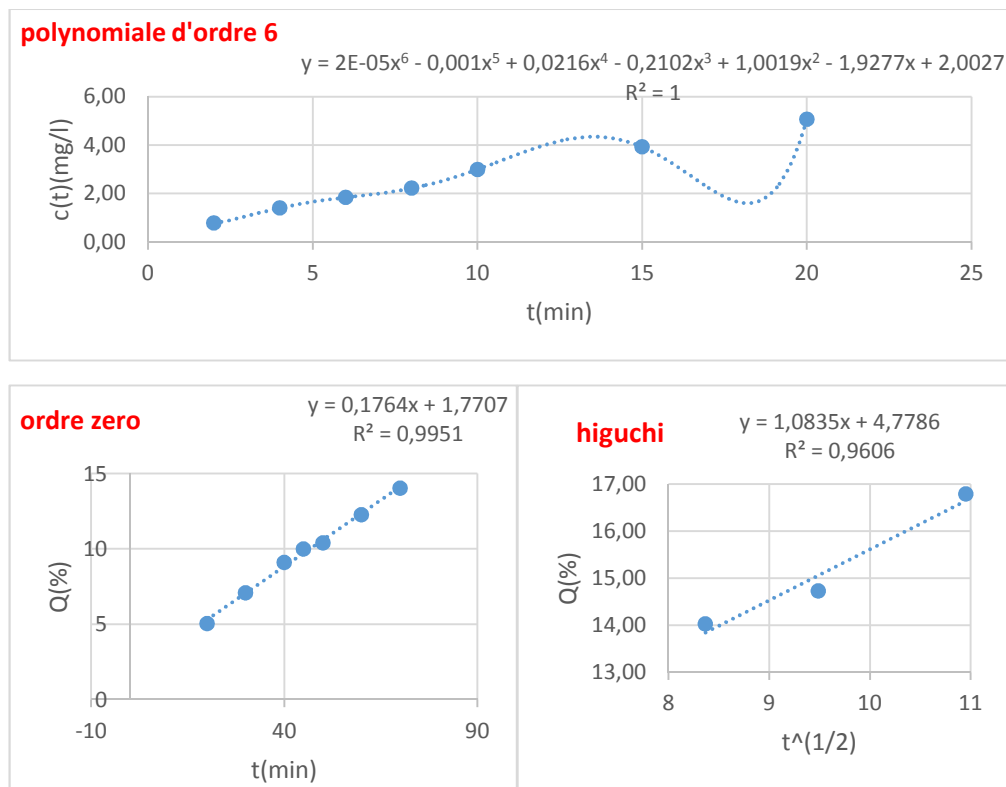 polynomiale d'ordre 6
y = 2E-05x⁶ - 0,001x⁵ + 0,0216x⁴ - 0,2102x³ + 1,0019x² - 1,9277x + 2,0027
R² = 1
c(t)(mg/l)
6,00
4,00
2,00
0,00
0 5 10 15 20 25
t(min)
ordre zero
y = 0,1764x + 1,7707
R² = 0,9951
Q(%)
15
10
5
0
-10 40 90
t(min)
higuchi
y = 1,0835x + 4,7786
R² = 0,9606
Q(%)
17,00
16,00
15,00
14,00
13,00
8 9 10 11
t^(1/2)